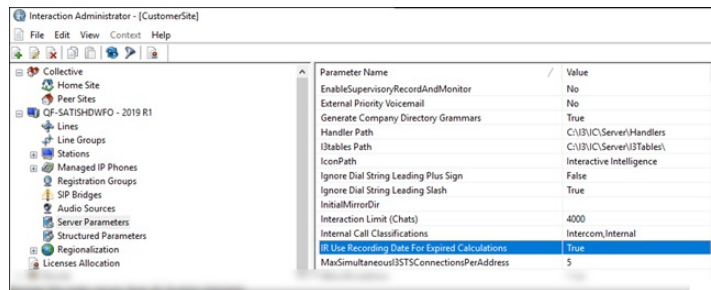 Interaction Administrator - [CustomerSite]
File Edit View Context Help
Collective
Home Site
Peer Sites
QF-SATISHDWFO - 2019 R1
Lines
Line Groups
Stations
Managed IP Phones
Registration Groups
SIP Bridges
Audio Sources
Server Parameters
Structured Parameters
Regionalization
Licenses Allocation
Parameter Name / Value
EnableSupervisoryRecordAndMonitor No
External Priority Voicemail No
Generate Company Directory Grammars True
Handler Path C:\I3\IC\Server\Handlers
I3tables Path C:\I3\IC\Server\I3Tables\
IconPath Interactive Intelligence
Ignore Dial String Leading Plus Sign False
Ignore Dial String Leading Slash True
InitialMirrorDir
Interaction Limit (Chats) 4000
Internal Call Classifications Intercom,Internal
IR Use Recording Date For Expired Calculations True
MaxSimultaneousI3STSConnectionsPerAddress 5